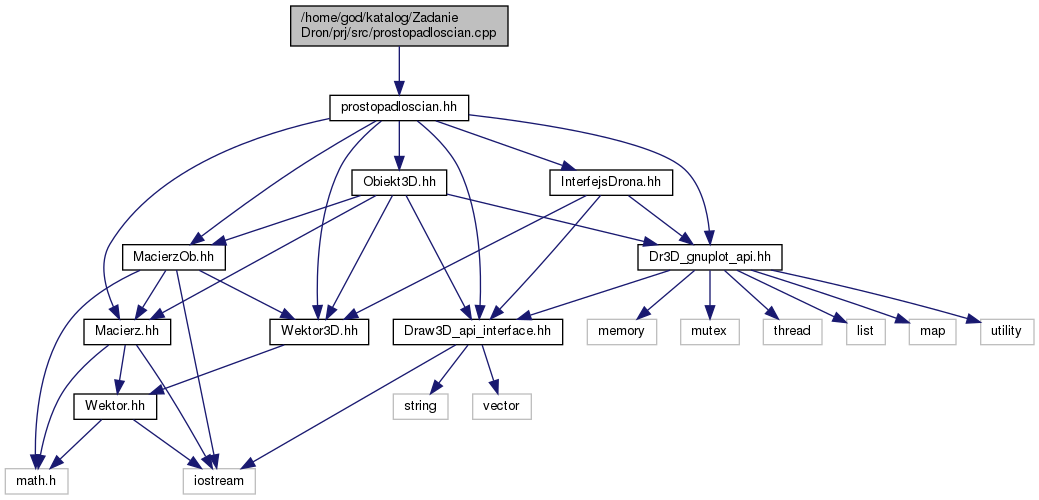 /home/god/katalog/Zadanie
Dron/prj/src/prostopadloscian.cpp
prostopadloscian.hh
Obiekt3D.hh
InterfejsDrona.hh
MacierzOb.hh
Dr3D_gnuplot_api.hh
Macierz.hh
Wektor3D.hh
Draw3D_api_interface.hh
memory
mutex
thread
list
map
utility
Wektor.hh
string
vector
math.h
iostream